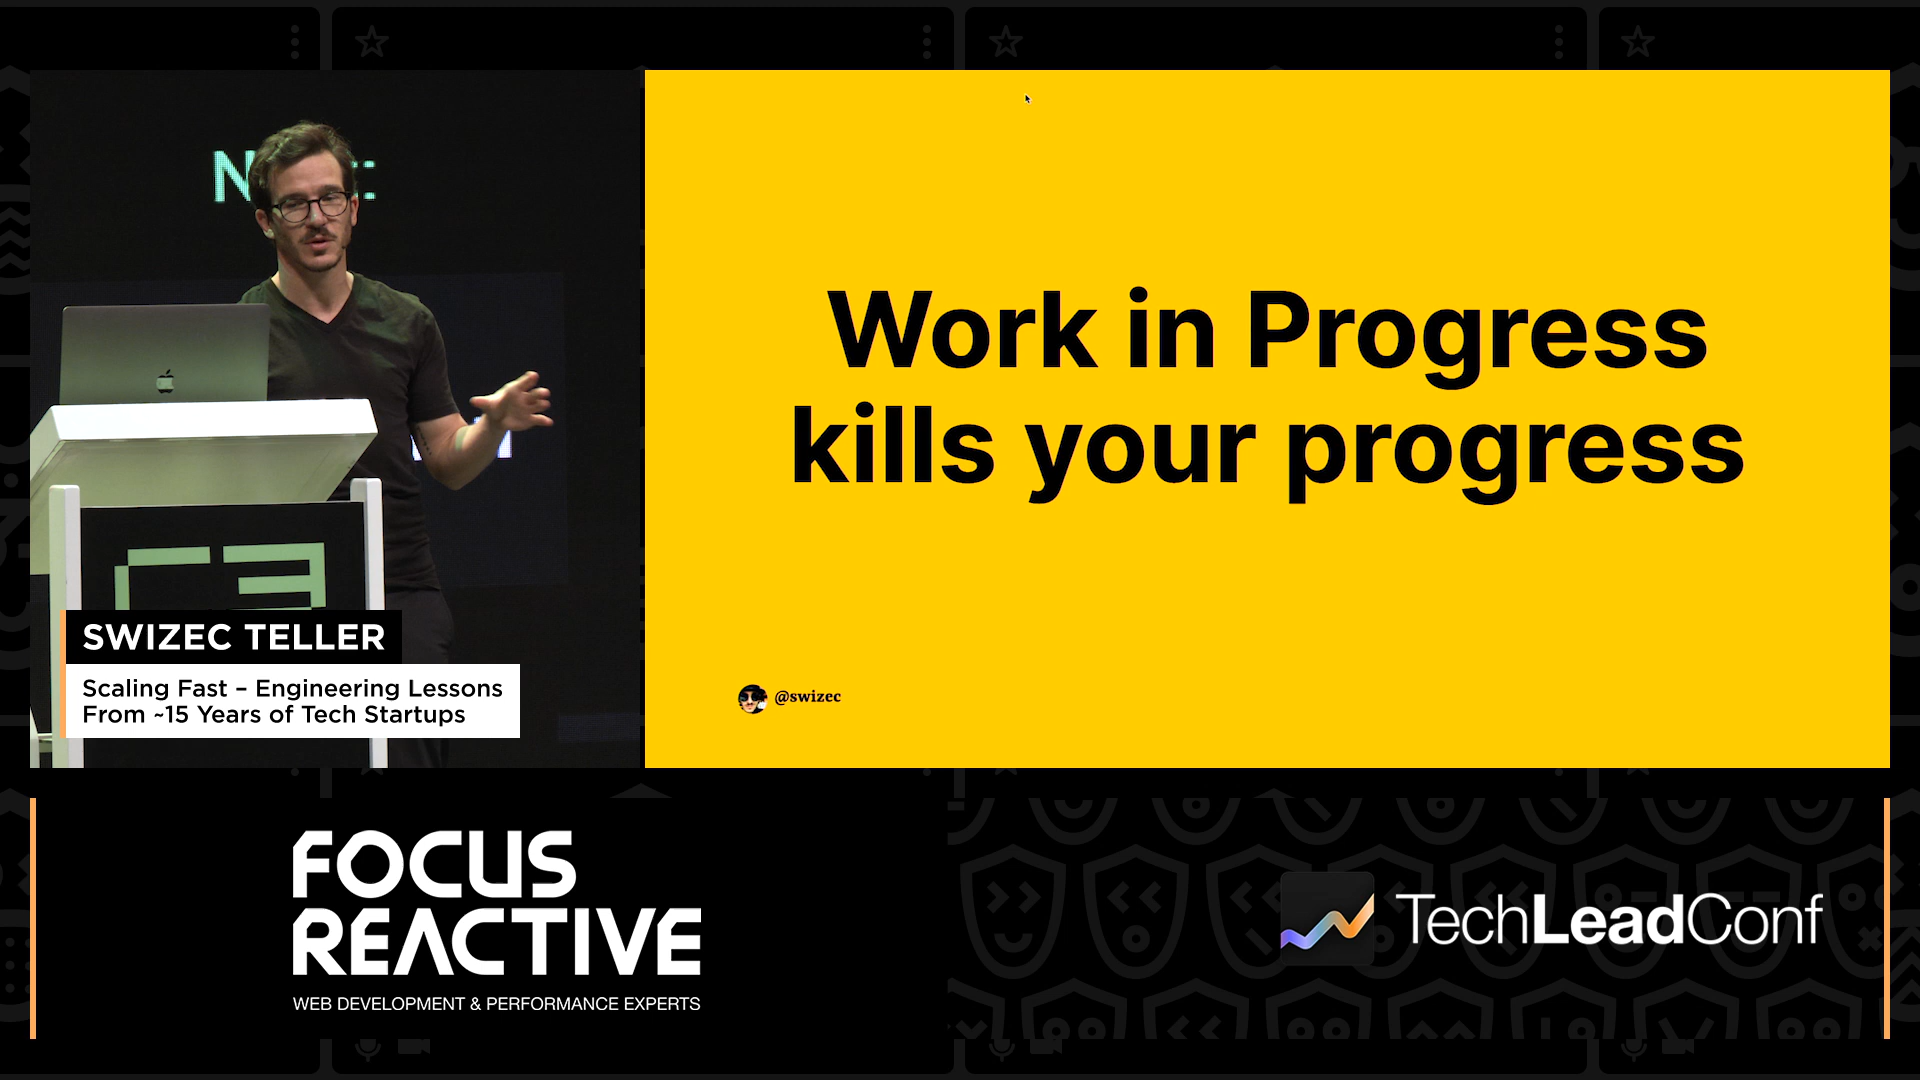 Work in Progress
kills your progress
@swizec
SWIZEC TELLER
Scaling Fast – Engineering Lessons
From ~15 Years of Tech Startups
FOCUS
REACTIVE
WEB DEVELOPMENT & PERFORMANCE EXPERTS
TechLeadConf